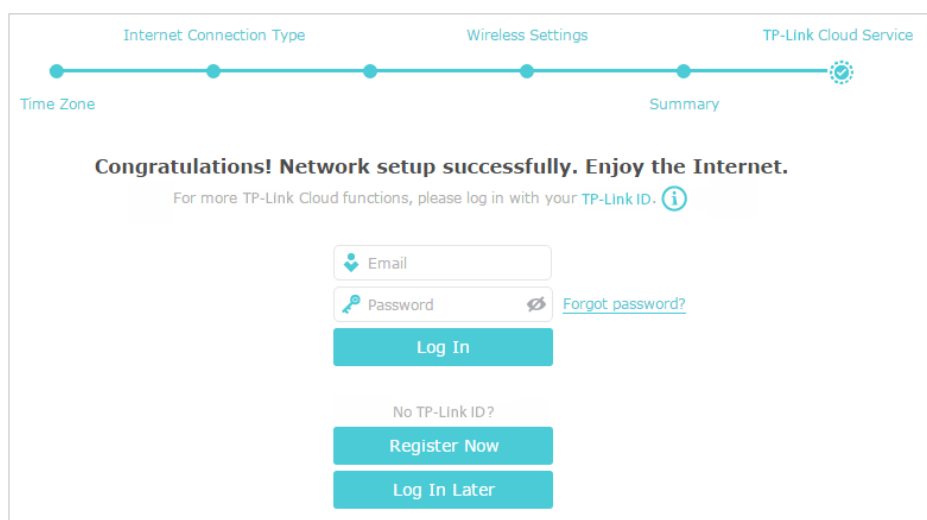 Internet Connection Type Wireless Settings TP-Link Cloud Service
Time Zone Summary
Congratulations! Network setup successfully. Enjoy the Internet.
For more TP-Link Cloud functions, please log in with your TP-Link ID.
Email
Password Forgot password?
Log In
No TP-Link ID?
Register Now
Log In Later